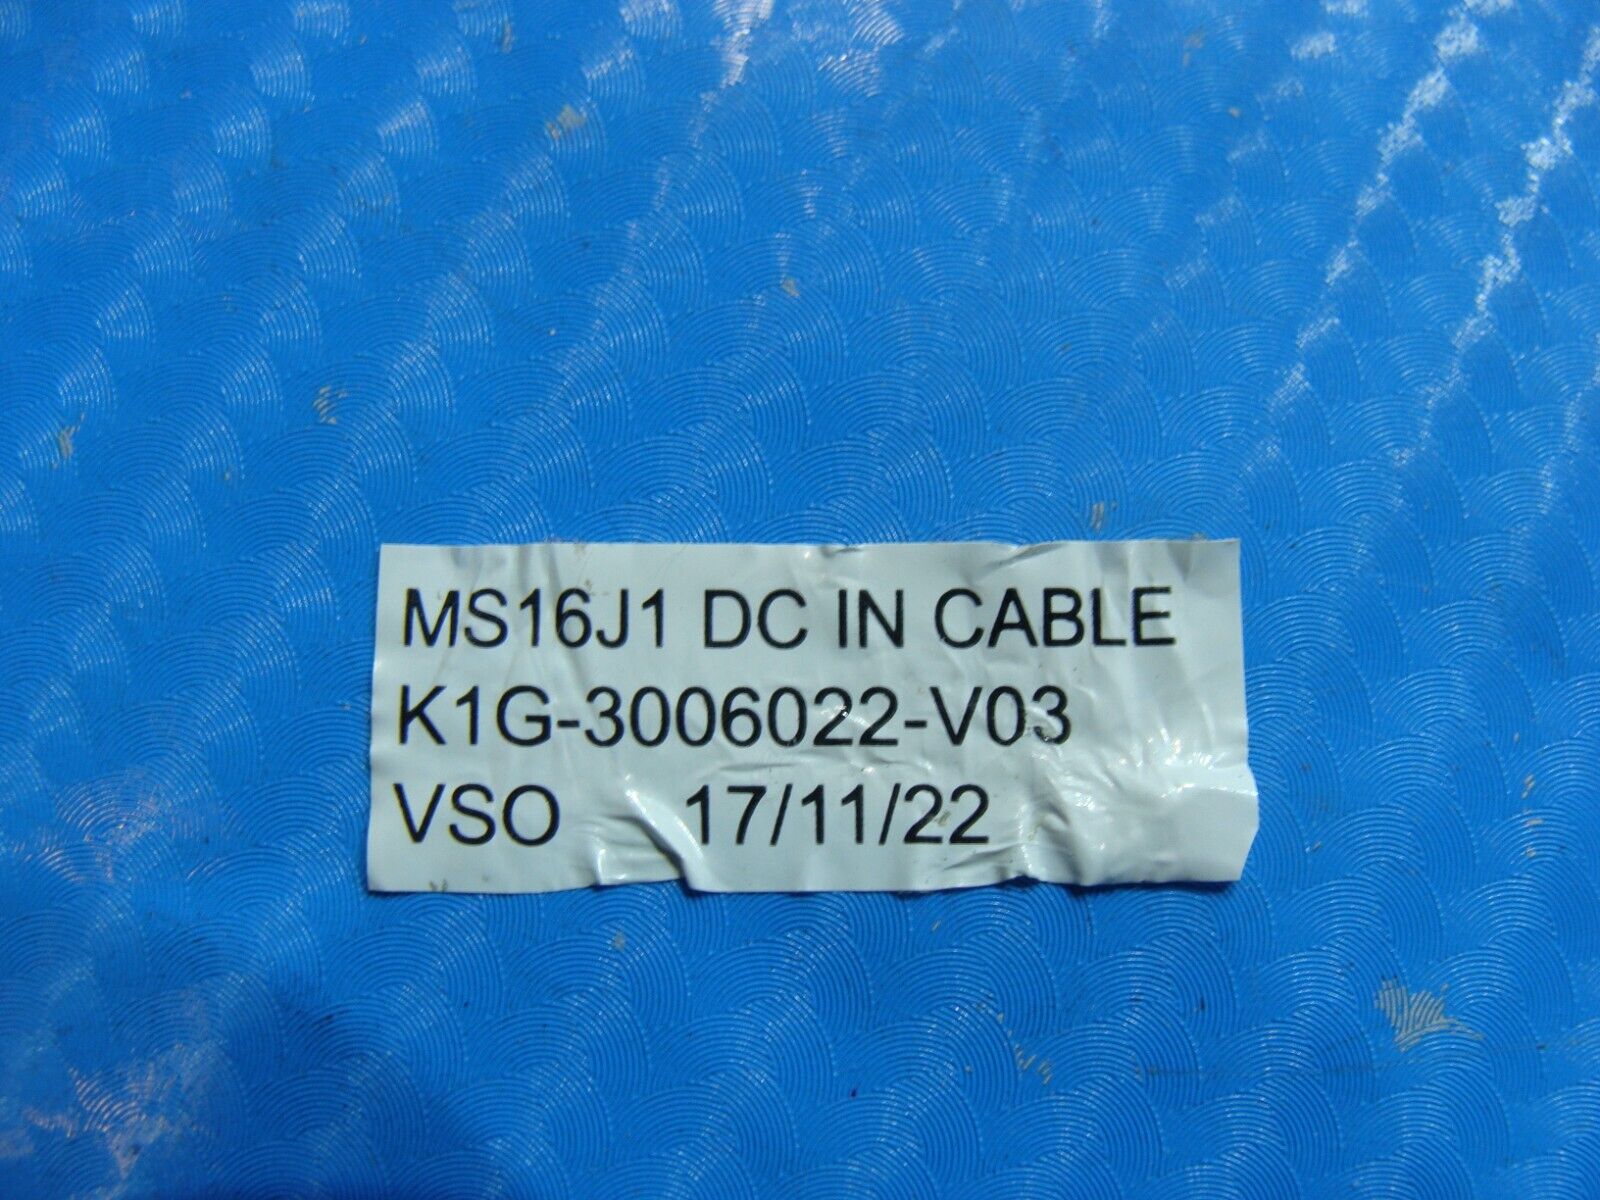 MS16J1 DC IN CABLE
K1G-3006022-V03
VSO 17/11/22